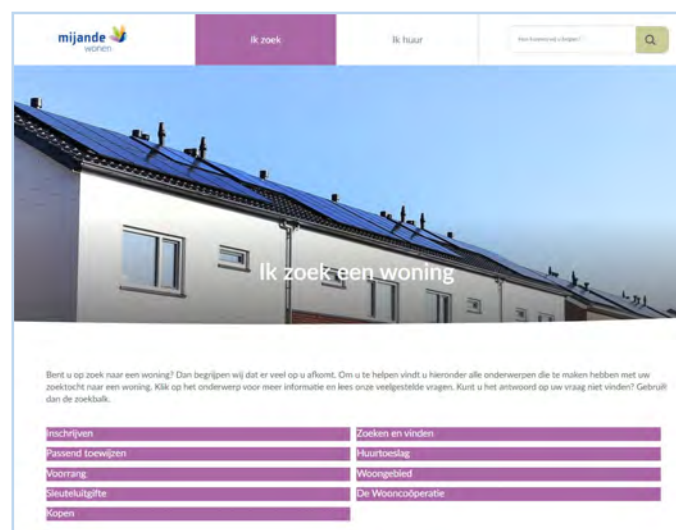 mijande
wonen
Ik zoek
Ik huur
Hoe kunnen wij u helpen?
Ik zoek een woning
Bent u op zoek naar een woning? Dan begrijpen wij dat er veel op u afkomt. Om u te helpen vindt u hieronder alle onderwerpen die te maken hebben met uw
zoektocht naar een woning. Klik op het onderwerp voor meer informatie en lees onze veelgestelde vragen. Kunt u het antwoord op uw vraag niet vinden? Gebruik
dan de zoekbalk.
Inschrijven
Zoeken en vinden
Passend toewijzen
Huurtoeslag
Voorrang
Woongebied
Sleuteluitgifte
De Wooncoöperatie
Kopen